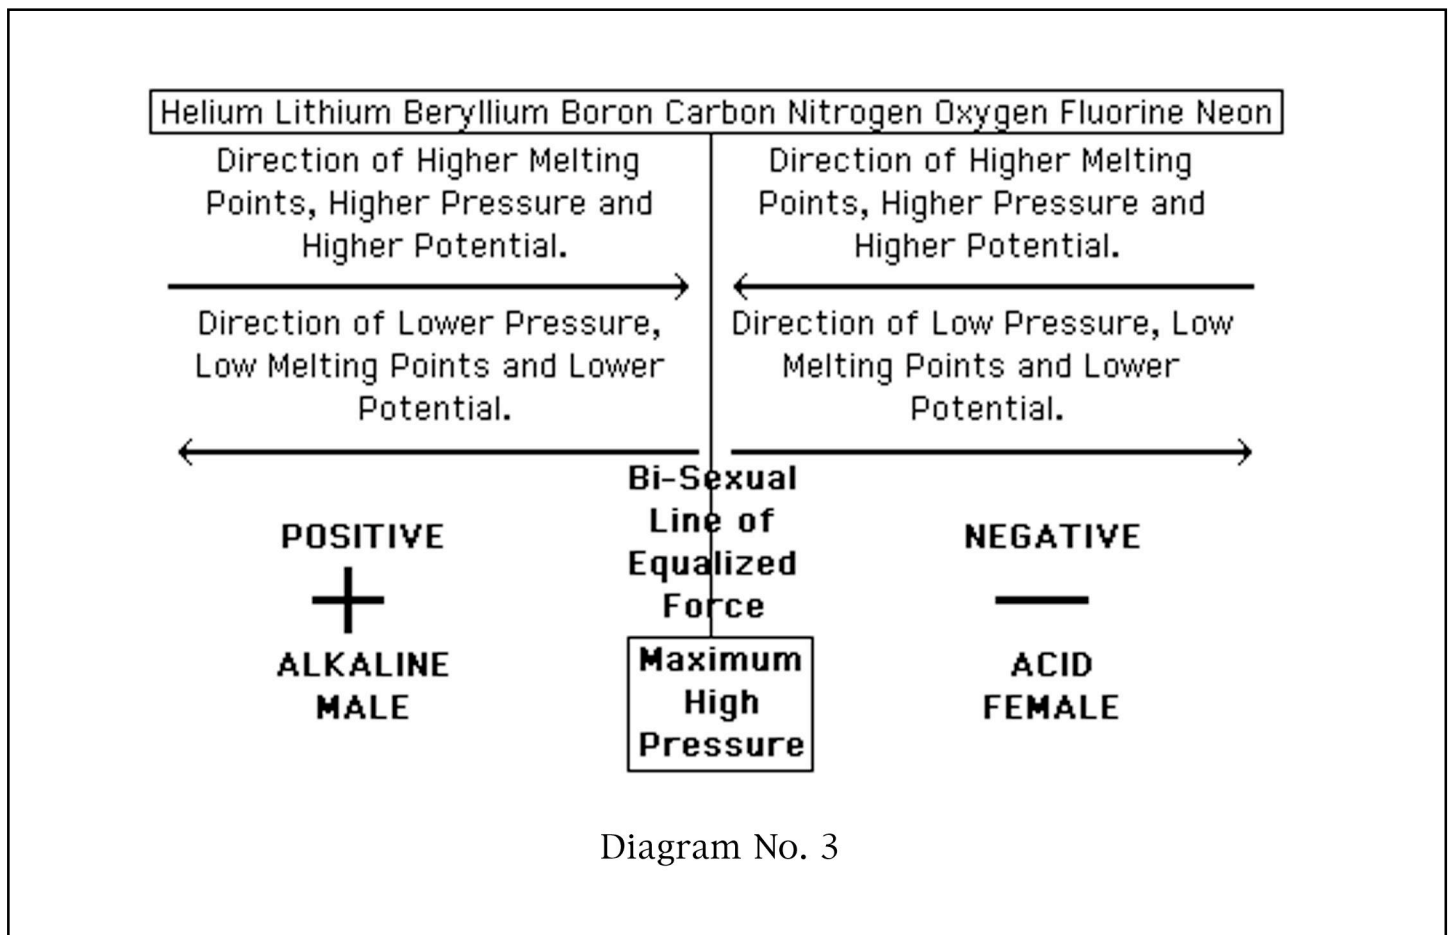 Helium Lithium Beryllium Boron Carbon Nitrogen Oxygen Fluorine Neon
Direction of Higher Melting
Points, Higher Pressure and
Higher Potential.
Direction of Higher Melting
Points, Higher Pressure and
Higher Potential.
Direction of Lower Pressure,
Low Melting Points and Lower
Potential.
Direction of Low Pressure, Low
Melting Points and Lower
Potential.
POSITIVE
+
ALKALINE
MALE
Bi-Sexual
Line of
Equalized
Force
Maximum
High
Pressure
NEGATIVE
—
ACID
FEMALE
Diagram No. 3